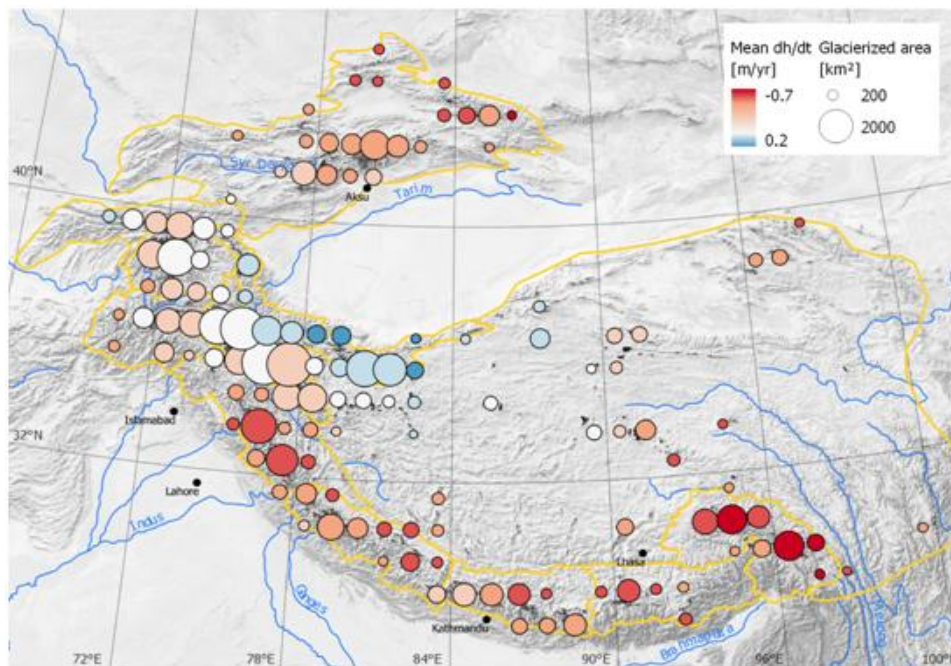 Mean dh/dt Glacierized area
[m/yr] [km²]
-0.7 200
0.2 2000
40°N
Syr Darya
Aksu
Tarim
Islamabad
32°N
Lahore
Indus
Ganges
Lhasa
Kathmandu
Brahmaputra
72°E 78°E 84°E 90°E 96°E 100°